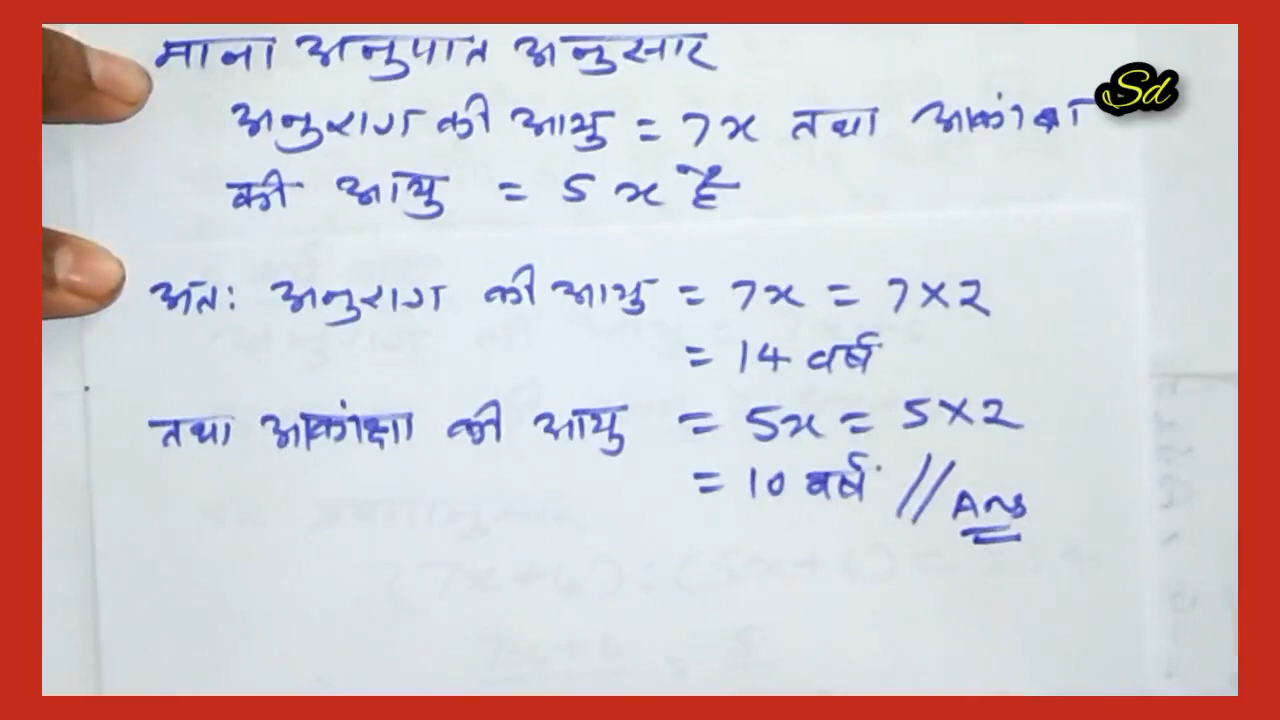 माना अनुपात अनुसार
Sd
अनुराग की आयु = 7x तथा आकांक्षा
की आयु = 5x है
अतः अनुराग की आयु = 7x = 7×2
= 14 वर्ष
तथा आकांक्षा की आयु = 5x = 5×2
= 10 वर्ष // Ans